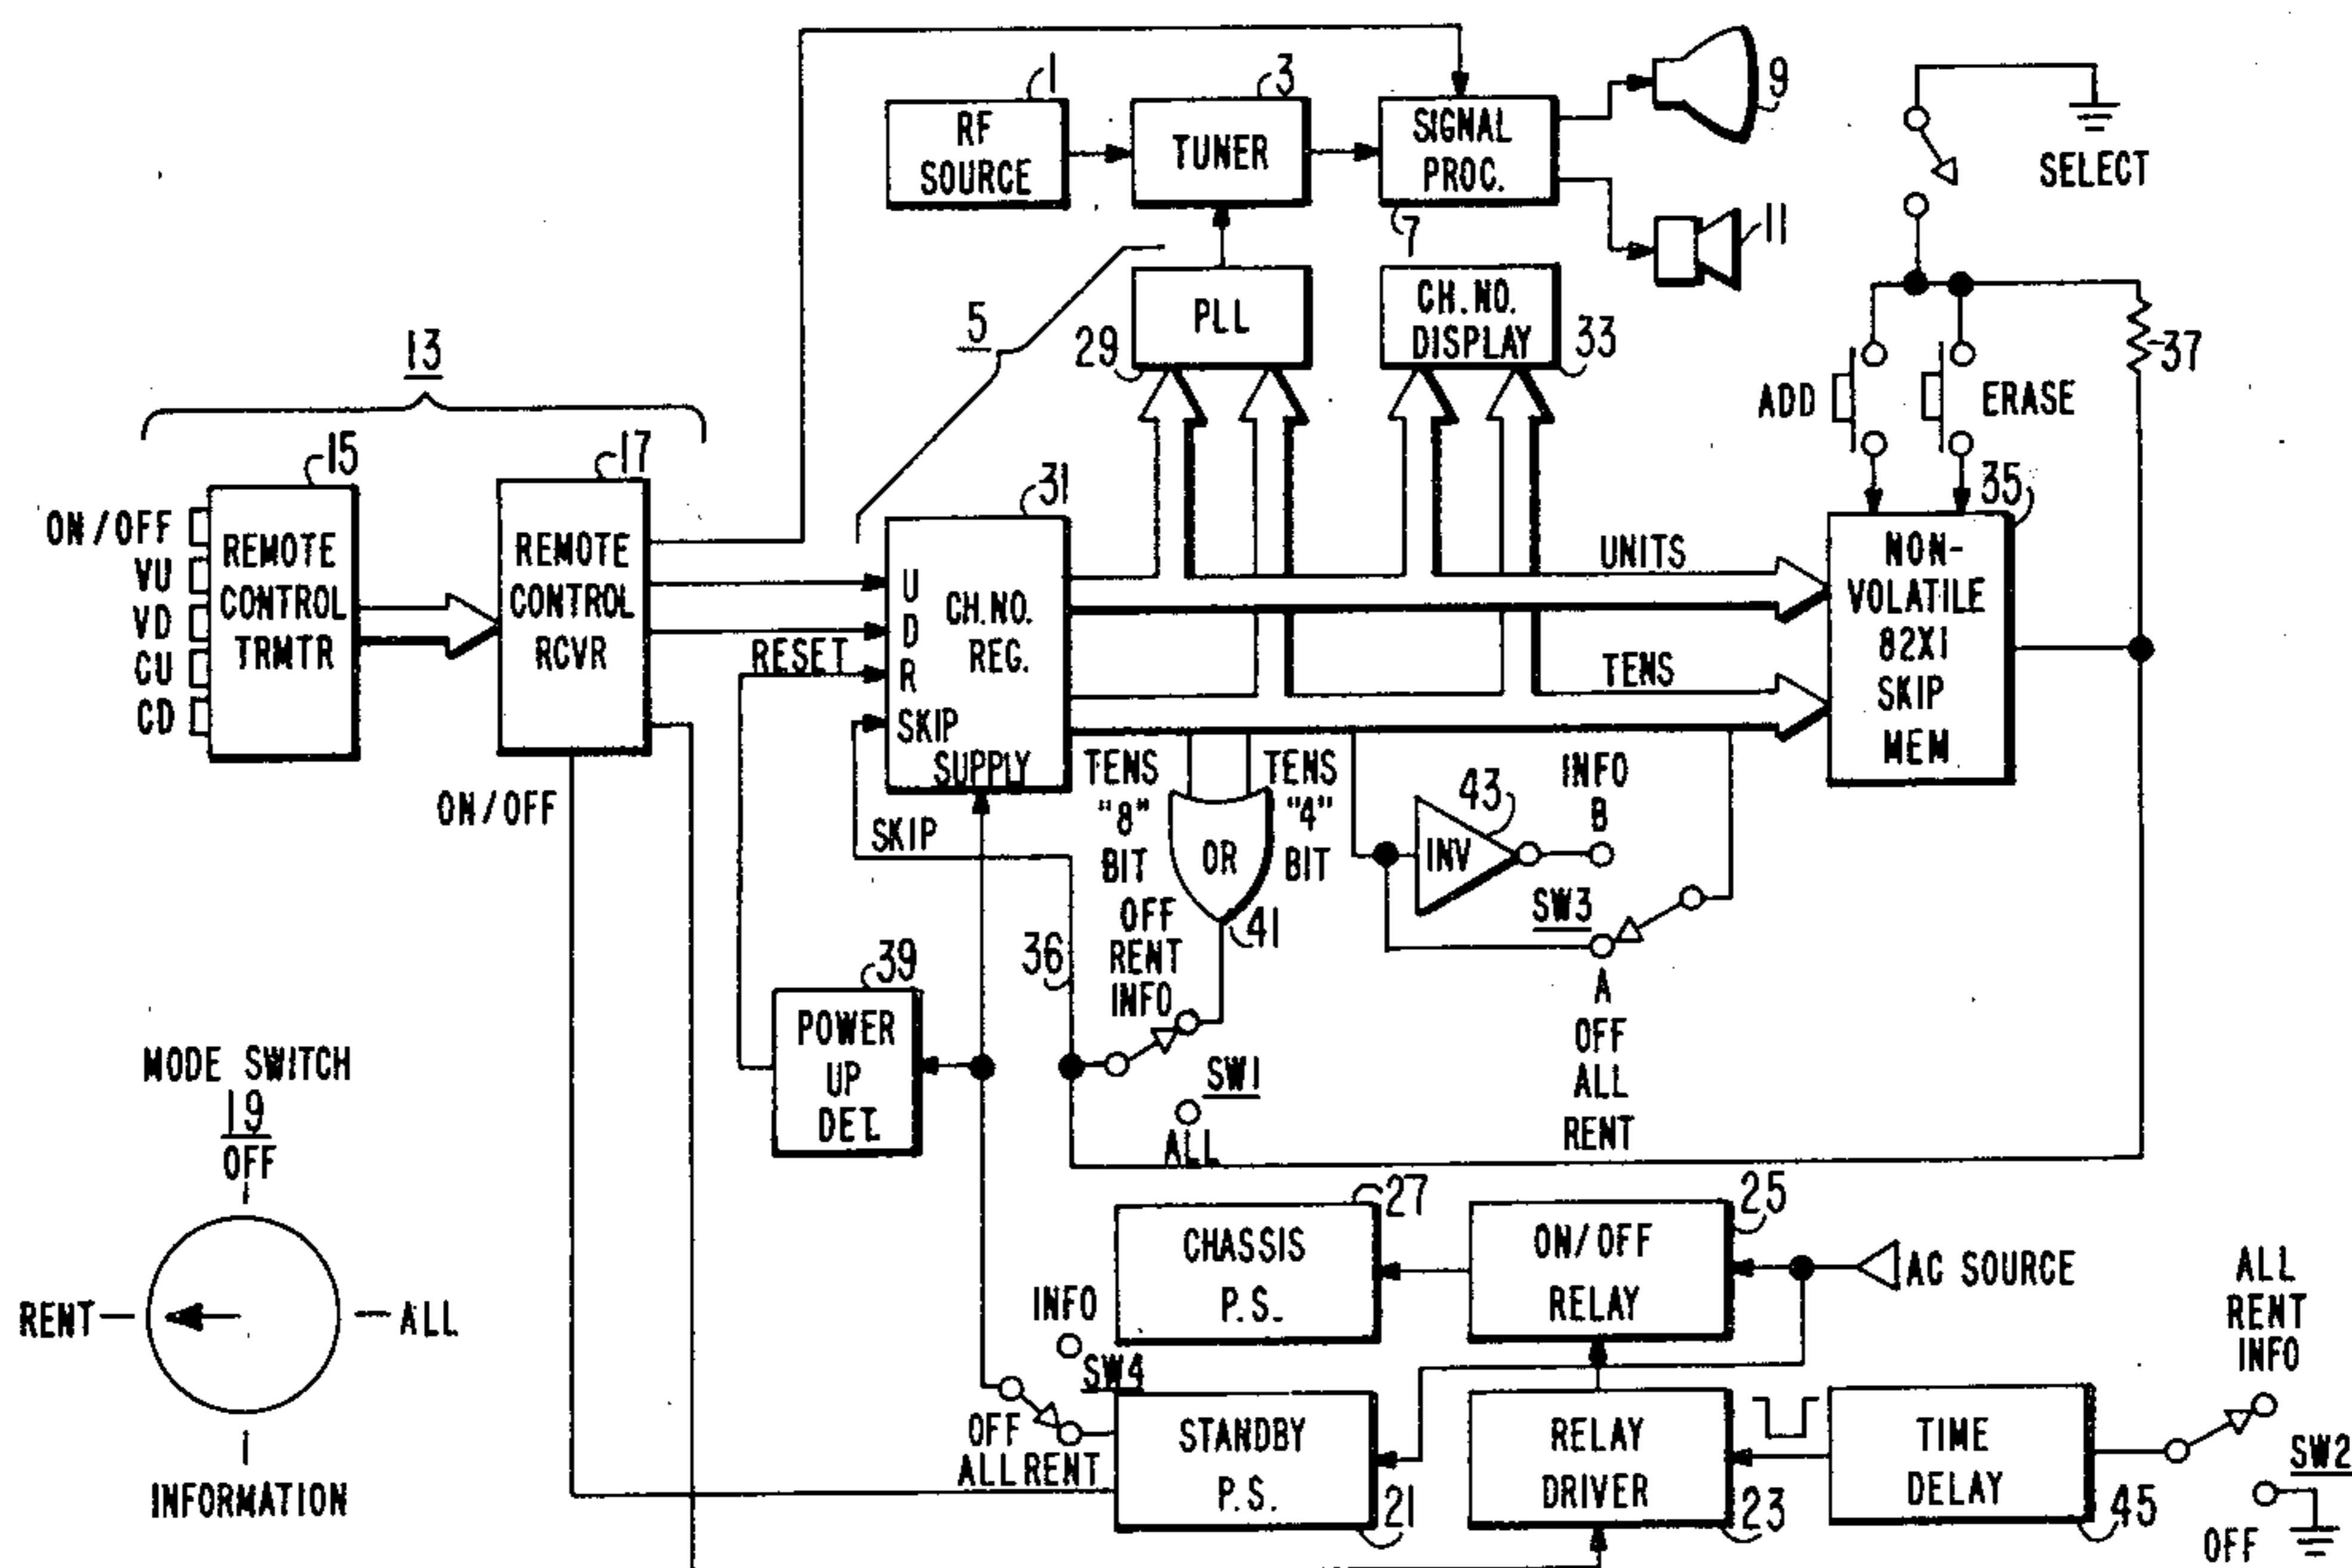 1
3
9
RF
SOURCE
TUNER
SIGNAL
PROC.
7
11
SELECT
5
PLL
29
CH. NO.
DISPLAY
33
37
ADD
ERASE
13
15
17
31
35
ON/OFF
VU
VD
CU
CD
REMOTE
CONTROL
TRMTR
REMOTE
CONTROL
RCVR
RESET
U
D
R
SKIP
CH. NO.
REG.
SUPPLY
UNITS
TENS
NON-
VOLATILE
82X1
SKIP
MEM
ON/OFF
SKIP
TENS
"8"
BIT
OR
41
TENS
"4"
BIT
43
INV
INFO
B
SW3
A
OFF
ALL
RENT
OFF
RENT
INFO
36
SW1
ALL
39
POWER
UP
DET.
MODE SWITCH
19
OFF
RENT
ALL
INFORMATION
27
CHASSIS
P.S.
25
ON/OFF
RELAY
AC SOURCE
INFO
SW4
OFF
ALL RENT
STANDBY
P.S.
21
RELAY
DRIVER
23
TIME
DELAY
45
ALL
RENT
INFO
SW2
OFF